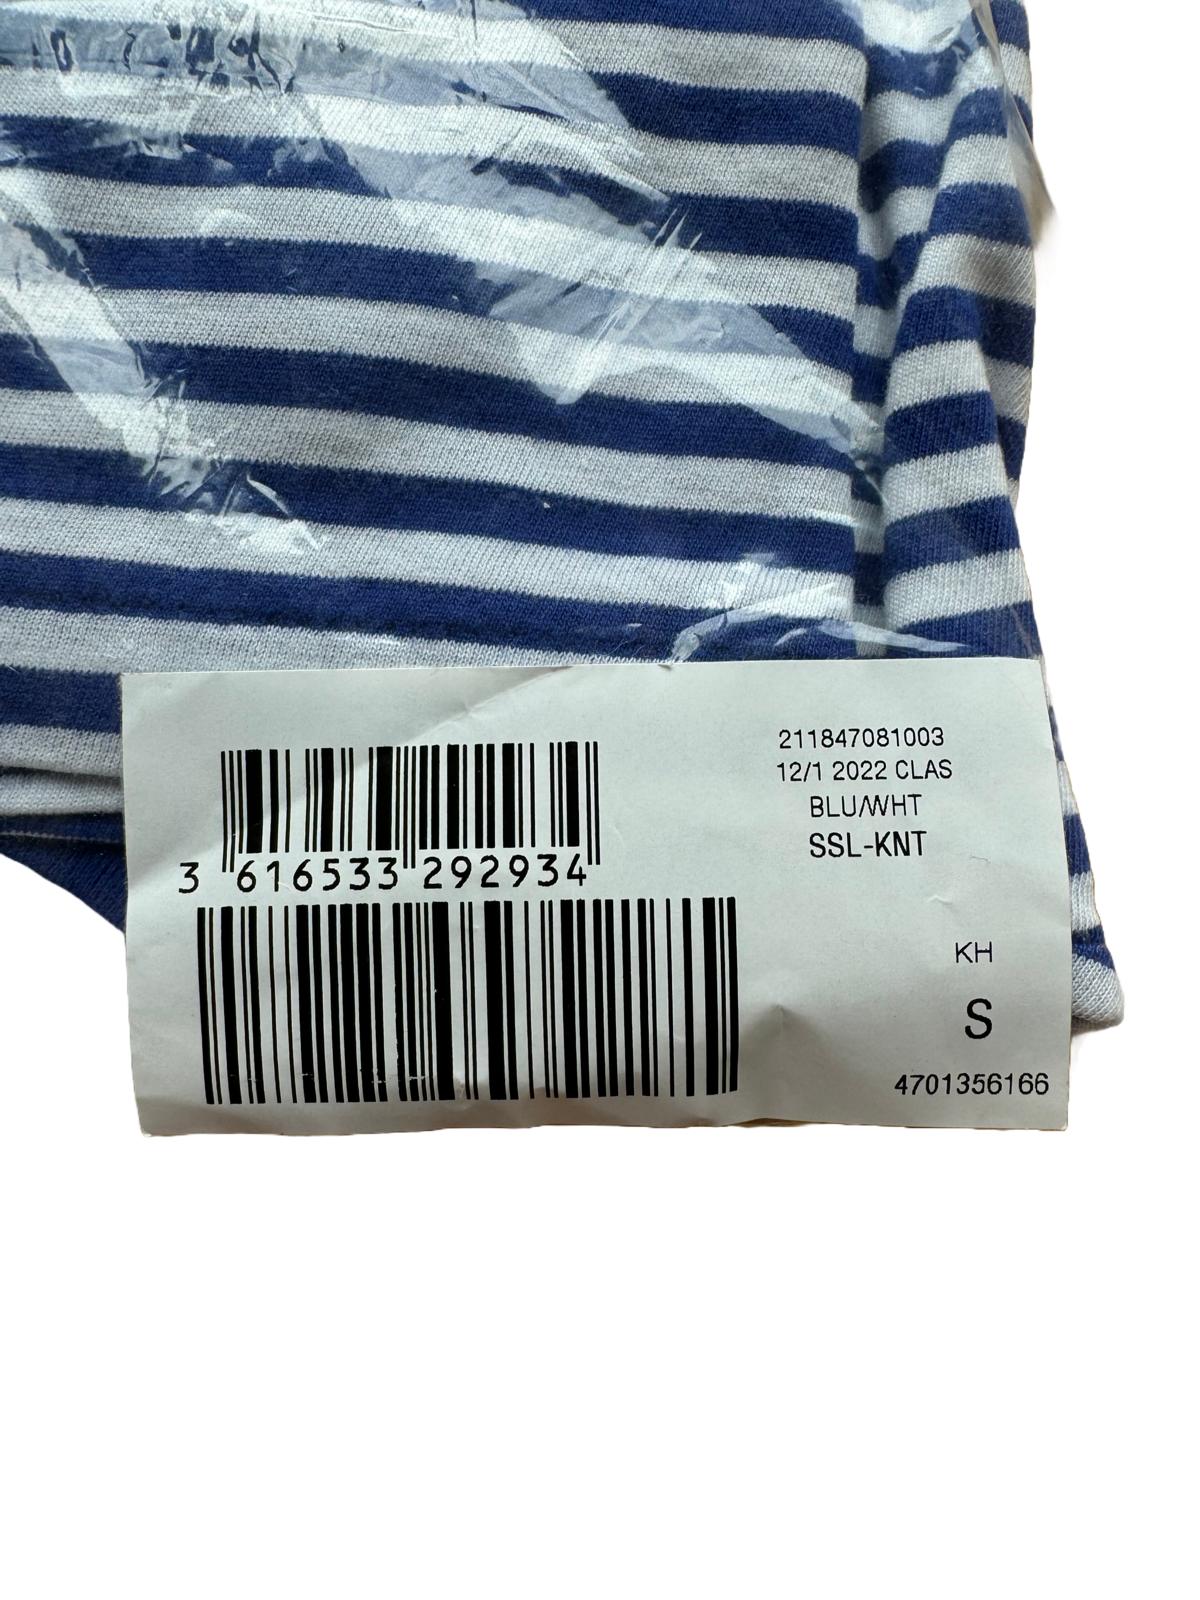 211847081003
12/1 2022 CLAS
BLU/WHT
SSL-KNT
3 616533 292934
KH
S
4701356166